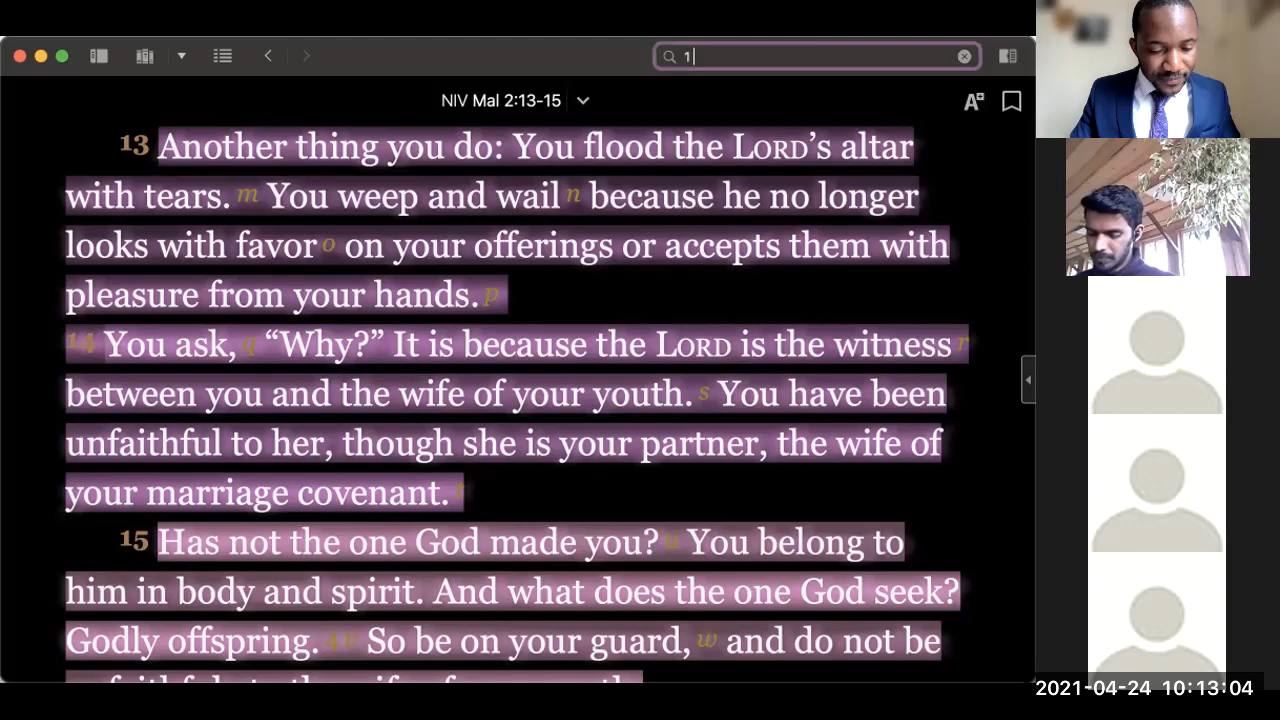 1
NIV Mal 2:13-15
A
13 Another thing you do: You flood the LORD’s altar
with tears. m You weep and wail n because he no longer
looks with favor o on your offerings or accepts them with
pleasure from your hands. p
14 You ask, q “Why?” It is because the LORD is the witness r
between you and the wife of your youth. s You have been
unfaithful to her, though she is your partner, the wife of
your marriage covenant. t
15 Has not the one God made you? u You belong to
him in body and spirit. And what does the one God seek?
Godly offspring. So be on your guard, w and do not be
2021-04-24 10:13:04